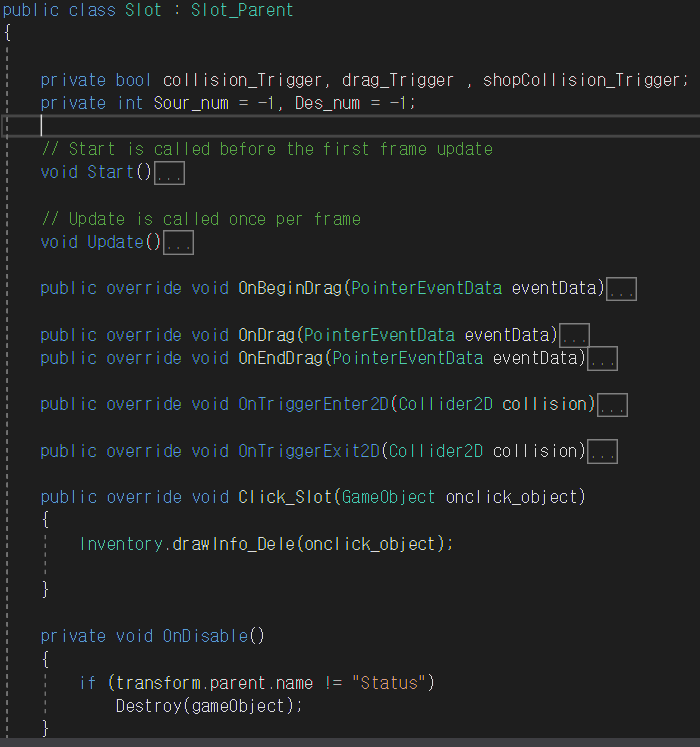 public class Slot : Slot_Parent
{
private bool collision_Trigger, drag_Trigger , shopCollision_Trigger;
private int Sour_num = -1, Des_num = -1;
// Start is called before the first frame update
void Start()...
// Update is called once per frame
void Update()...
public override void OnBeginDrag(PointerEventData eventData)...
public override void OnDrag(PointerEventData eventData)...
public override void OnEndDrag(PointerEventData eventData)...
public override void OnTriggerEnter2D(Collider2D collision)...
public override void OnTriggerExit2D(Collider2D collision)...
public override void Click_Slot(GameObject onclick_object)
{
Inventory.drawInfo_Dele(onclick_object);
}
private void OnDisable()
{
if (transform.parent.name != "Status")
Destroy(gameObject);
}